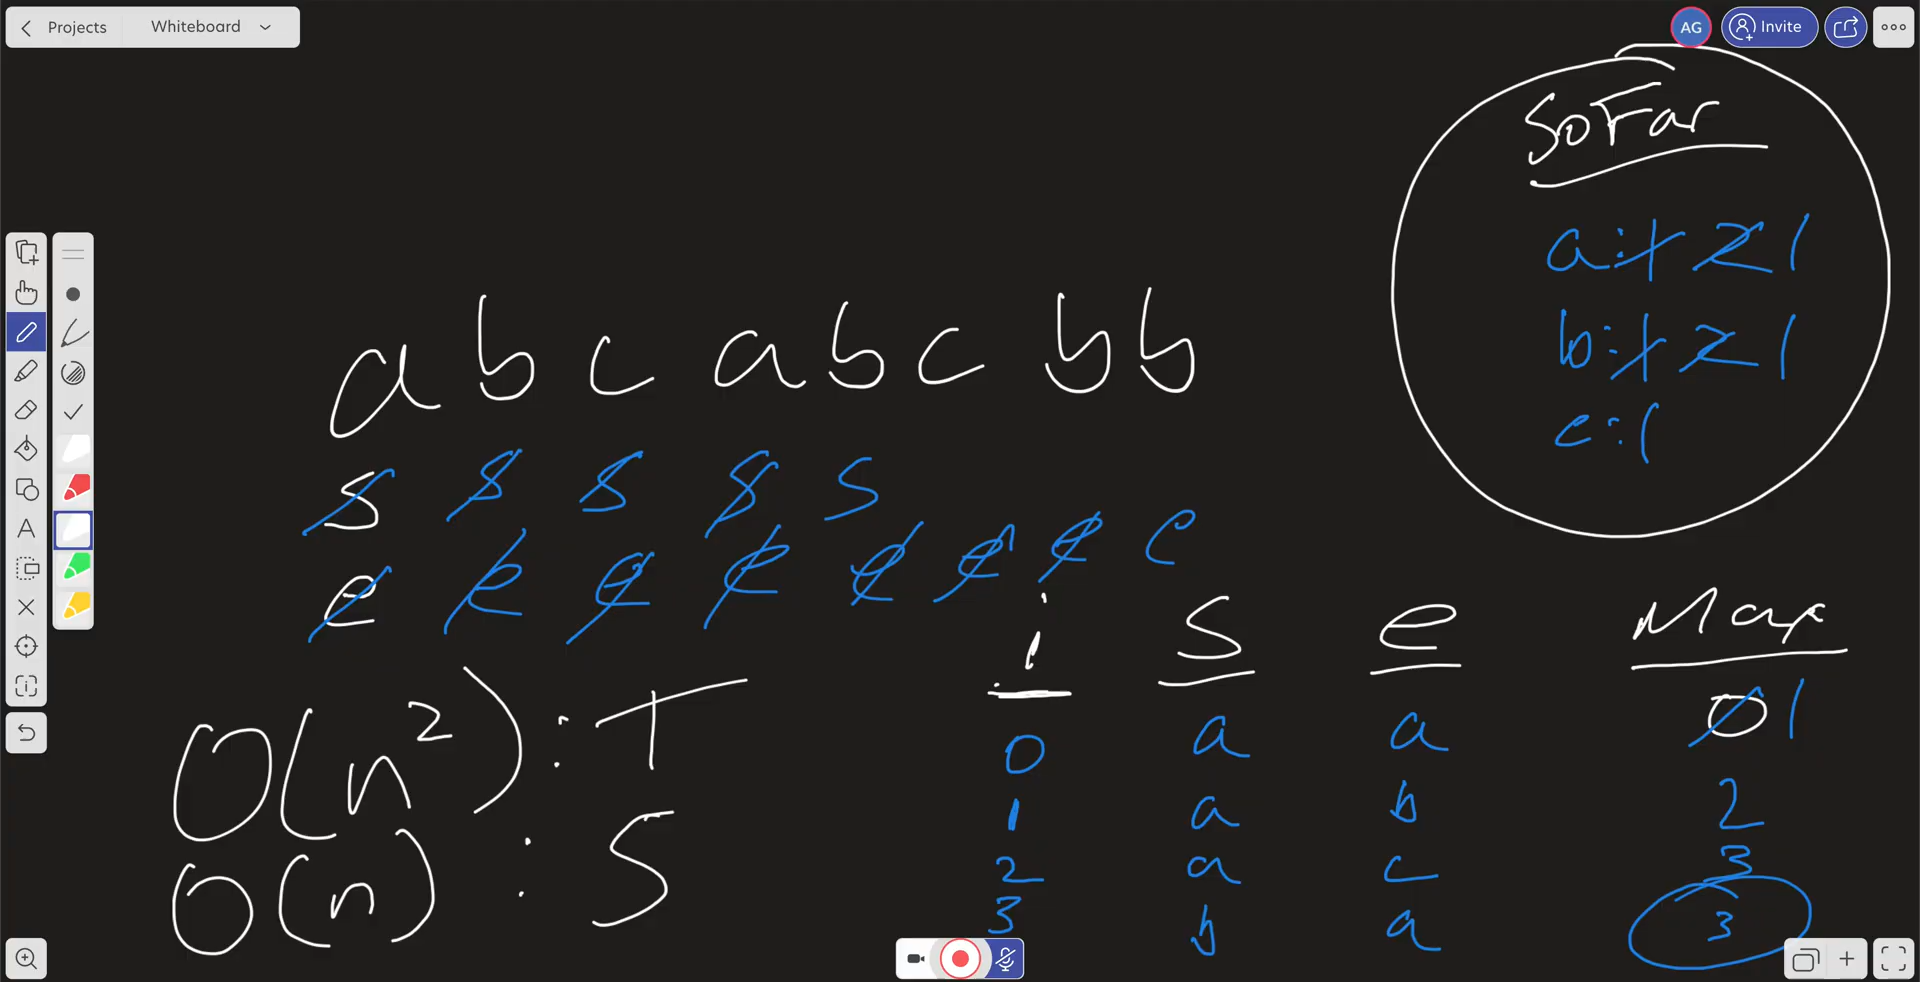 Projects Whiteboard
AG Invite
SoFar
a: 1 2 1
b: 1 2 1
c: 1
a b c a b c b b
s s s s s
e e e e e e e e
i s e Max
0 a a 0 1
1 a b 2
2 a c 3
3 b a 3
O(n²): T
O(n) : S
A